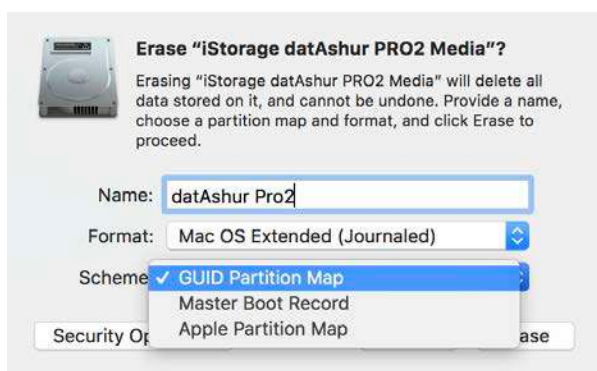 Erase “iStorage datAshur PRO2 Media”?
Erasing “iStorage datAshur PRO2 Media” will delete all
data stored on it, and cannot be undone. Provide a name,
choose a partition map and format, and click Erase to
proceed.
Name: datAshur Pro2
Format: Mac OS Extended (Journaled)
Scheme ✓ GUID Partition Map
Master Boot Record
Apple Partition Map
Security Op ase